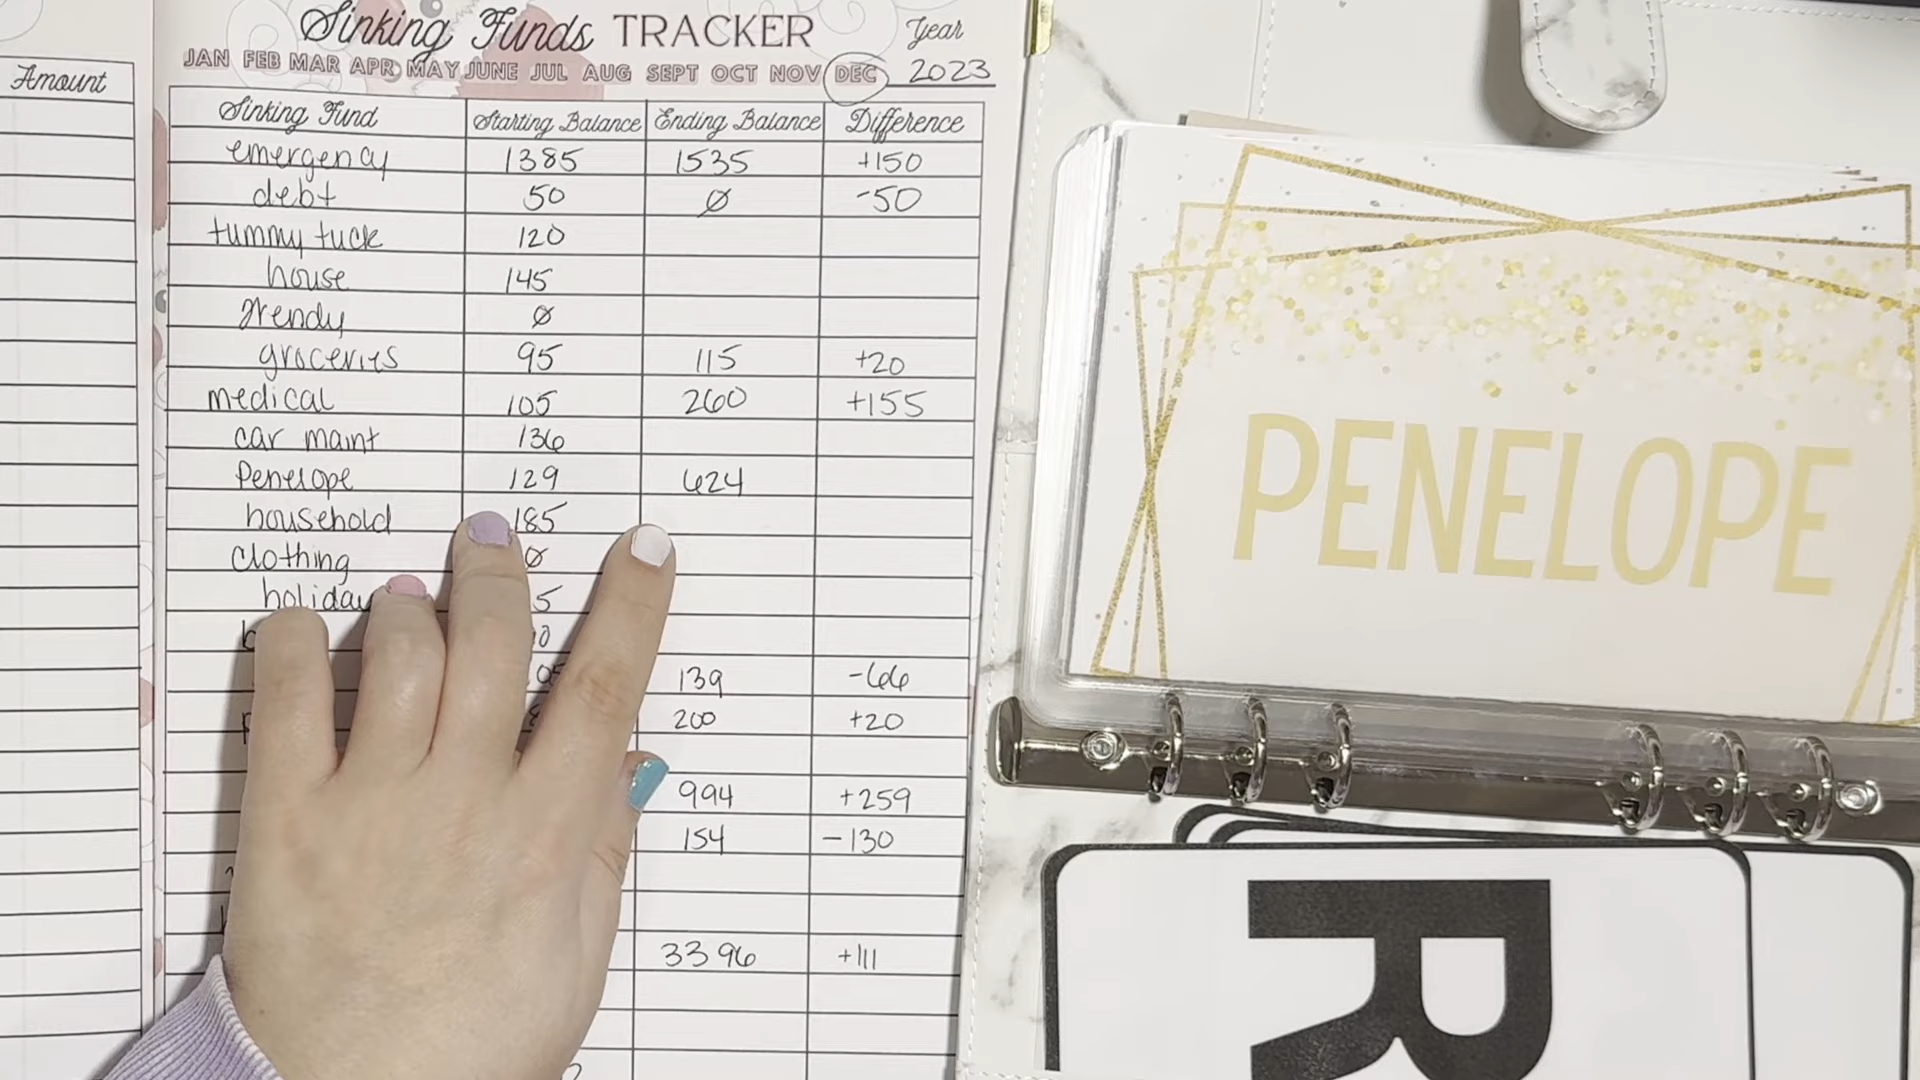 Sinking Funds TRACKER Year
JAN FEB MAR APR MAY JUNE JUL AUG SEPT OCT NOV DEC 2023
Amount
Sinking Fund Starting Balance Ending Balance Difference
emergency 1385 1535 +150
debt 50 Ø -50
tummy tuck 120
house 145
Ø
groceries 95 115 +20
medical 105 260 +155
car maint 136
Penelope 129 624
household 185
clothing Ø
holiday
139 -66
200 +20
994 +259
154 -130
3396 +111
PENELOPE
R